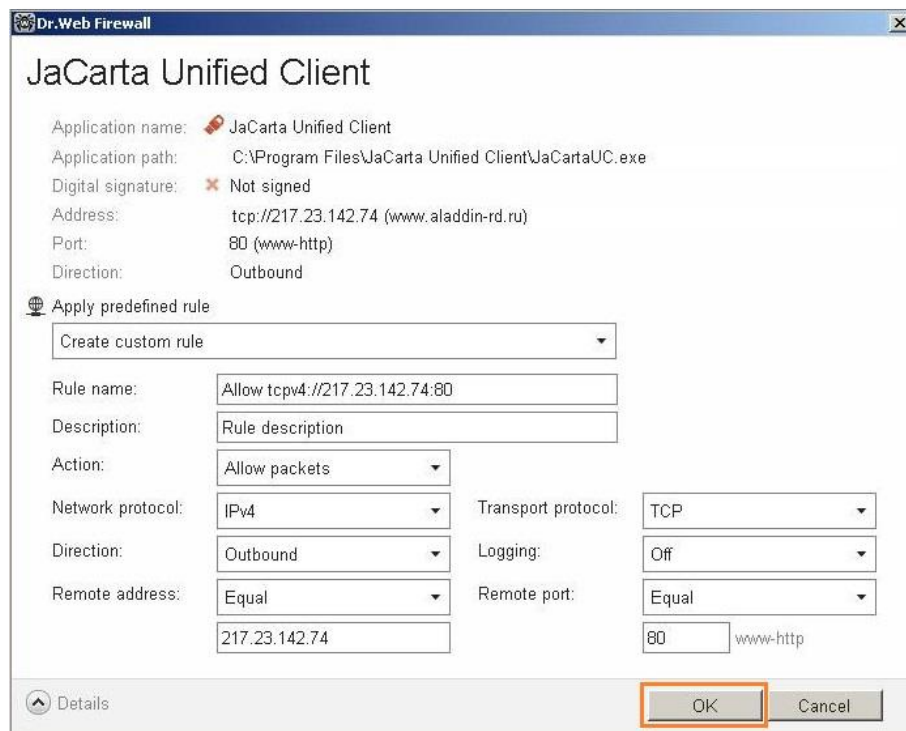 Dr.Web Firewall
JaCarta Unified Client
Application name: JaCarta Unified Client
Application path: C:\Program Files\JaCarta Unified Client\JaCartaUC.exe
Digital signature: Not signed
Address: tcp://217.23.142.74 (www.aladdin-rd.ru)
Port: 80 (www-http)
Direction: Outbound
Apply predefined rule
Create custom rule
Rule name: Allow tcpv4://217.23.142.74:80
Description: Rule description
Action: Allow packets
Network protocol: IPv4 Transport protocol: TCP
Direction: Outbound Logging: Off
Remote address: Equal Remote port: Equal
217.23.142.74 80 www-http
Details OK Cancel